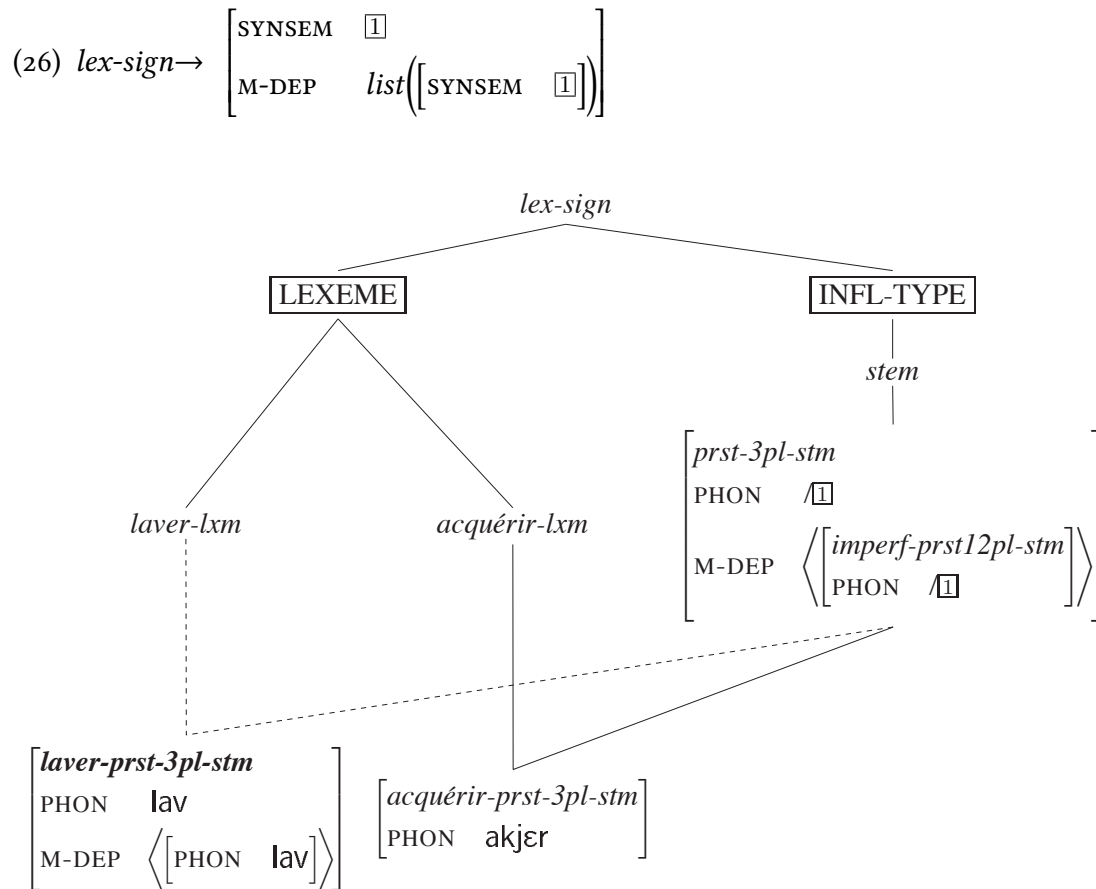 (26) lex-sign→ [SYNSEM [1]
M-DEP list([SYNSEM [1]])]
lex-sign
LEXEME INFL-TYPE
stem
prst-3pl-stm
PHON /[1]
laver-lxm acquérir-lxm
M-DEP ⟨[imperf-prst12pl-stm
PHON /[1]]⟩
laver-prst-3pl-stm
PHON lav
M-DEP ⟨[PHON lav]⟩
acquérir-prst-3pl-stm
PHON akjɛr